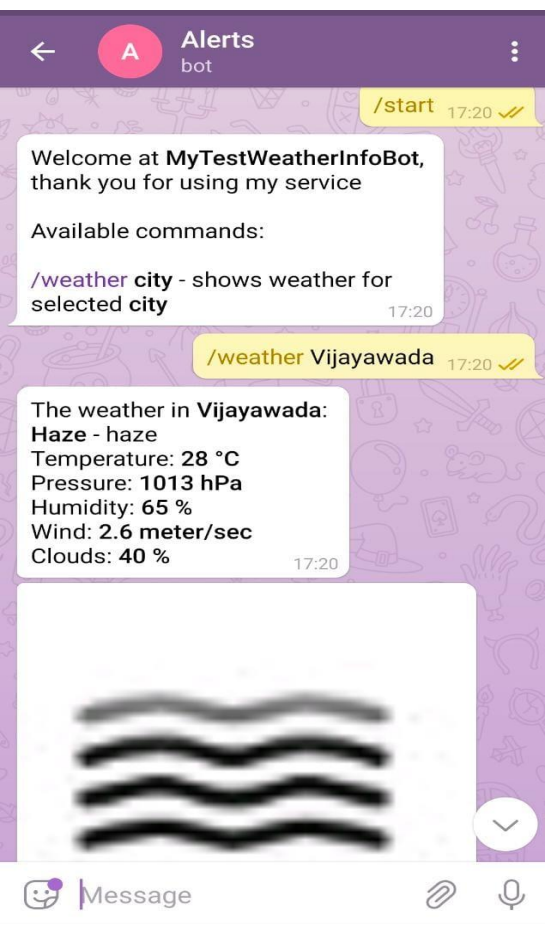 A
Alerts
bot
/start 17:20
Welcome at MyTestWeatherInfoBot,
thank you for using my service
Available commands:
/weather city - shows weather for
selected city
17:20
/weather Vijayawada 17:20
The weather in Vijayawada:
Haze - haze
Temperature: 28 °C
Pressure: 1013 hPa
Humidity: 65 %
Wind: 2.6 meter/sec
Clouds: 40 %
17:20
Message